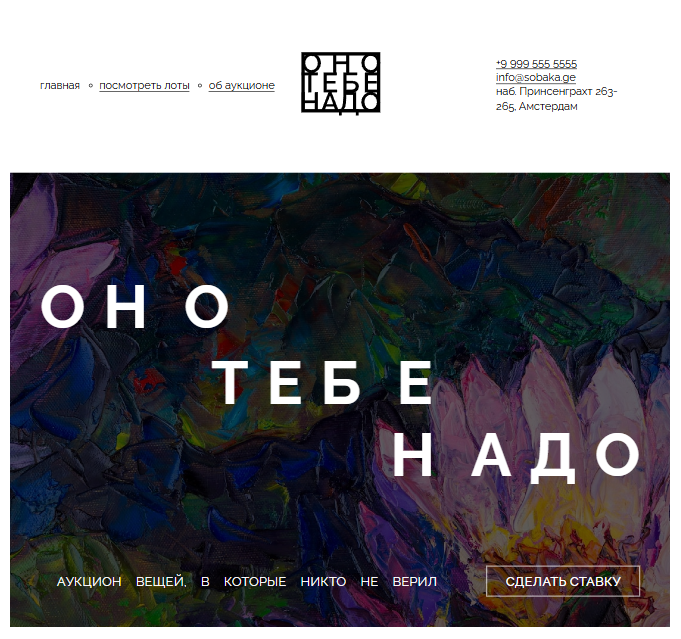 главная
посмотреть лоты
об аукционе
ОНО
ТЕБЕ
НАДО
+9 999 555 5555
info@sobaka.ge
наб. Принсенграхт 263-
265, Амстердам
ОНО
ТЕБЕ
НАДО
АУКЦИОН ВЕЩЕЙ, В КОТОРЫЕ НИКТО НЕ ВЕРИЛ
СДЕЛАТЬ СТАВКУ